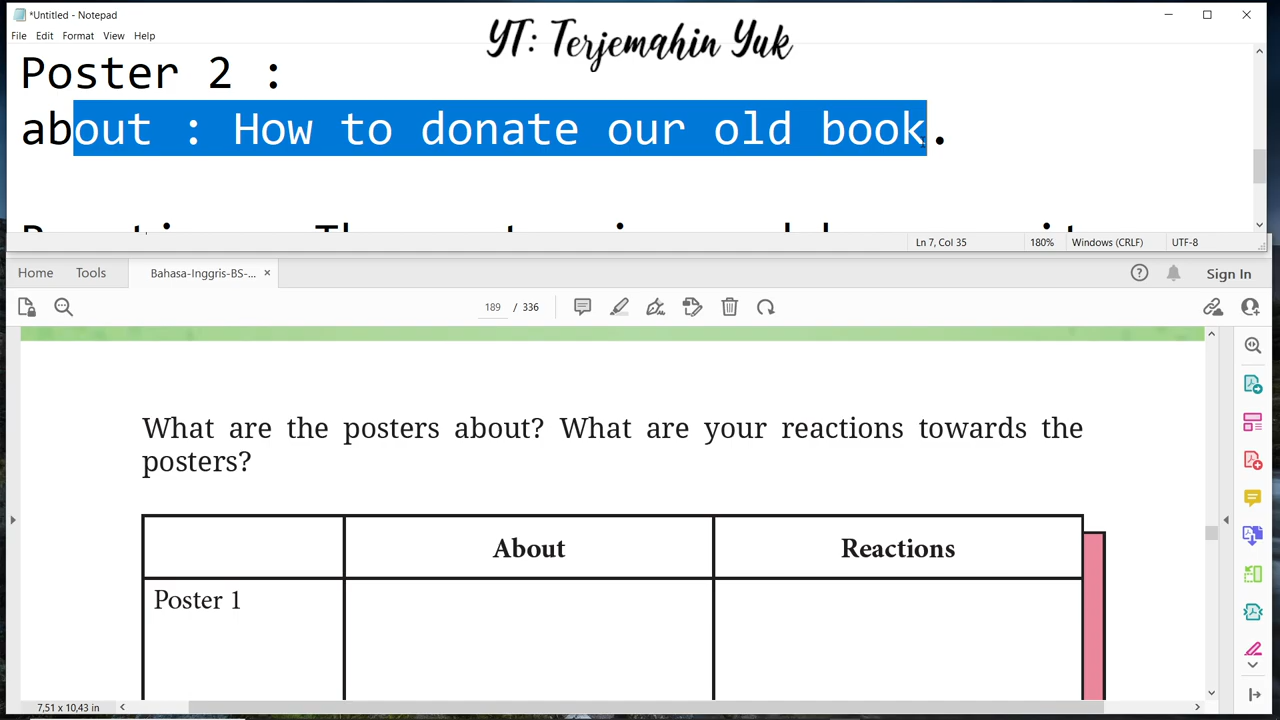 *Untitled - Notepad
YT: Terjemahin Yuk
File Edit Format View Help
Poster 2 :
about : How to donate our old book.
Ln 7, Col 35 180% Windows (CRLF) UTF-8
Home Tools Bahasa-Inggris-BS-... × Sign In
189 / 336
What are the posters about? What are your reactions towards the
posters?
About Reactions
Poster 1
7,51 x 10,43 in